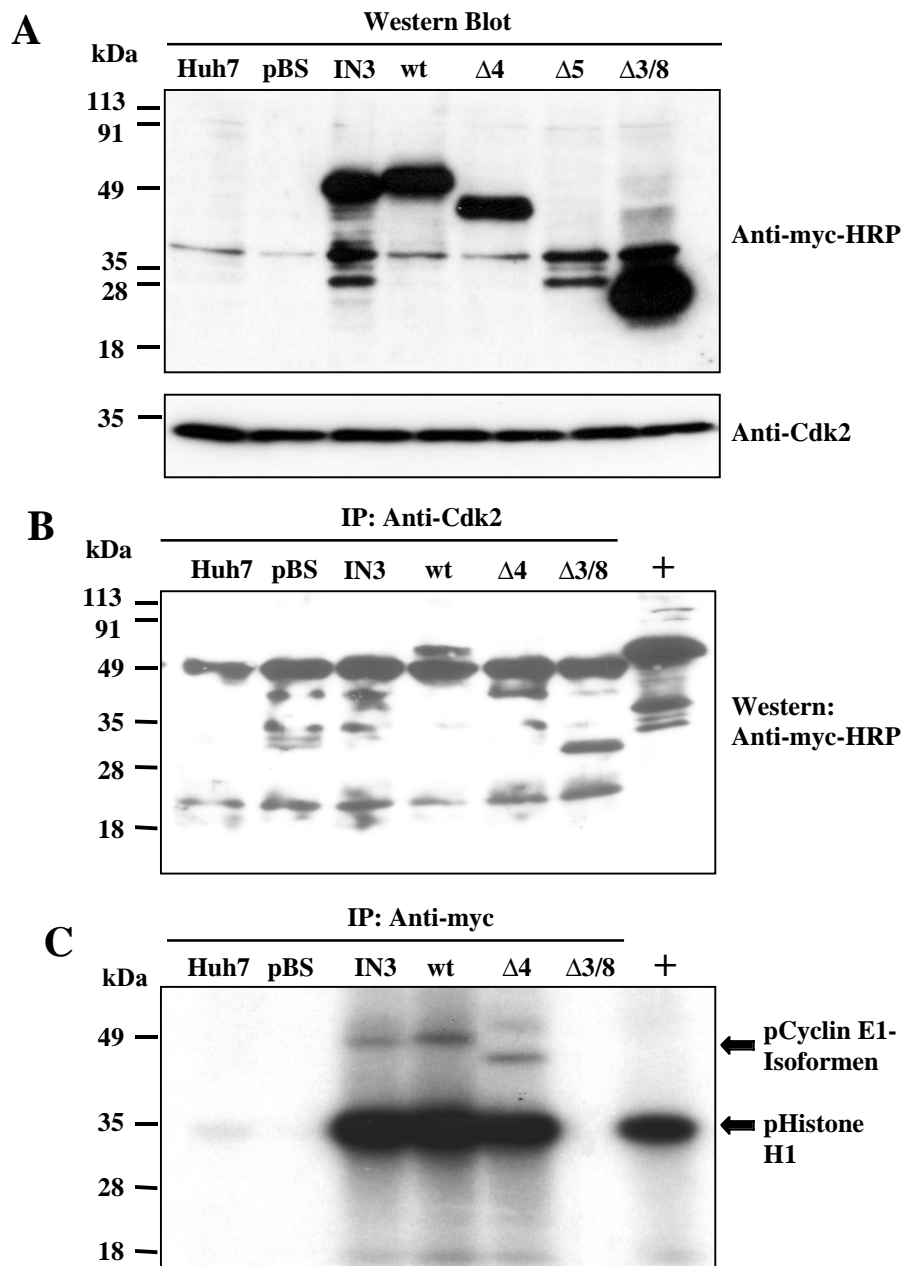 A
Western Blot
kDa
Huh7 pBS IN3 wt Δ4 Δ5 Δ3/8
113
91
49
35
28
18
Anti-myc-HRP
35
Anti-Cdk2
B
IP: Anti-Cdk2
kDa
Huh7 pBS IN3 wt Δ4 Δ3/8 +
113
91
49
35
28
18
Western:
Anti-myc-HRP
C
IP: Anti-myc
kDa
Huh7 pBS IN3 wt Δ4 Δ3/8 +
49
35
28
18
pCyclin E1-
Isoformen
pHistone
H1